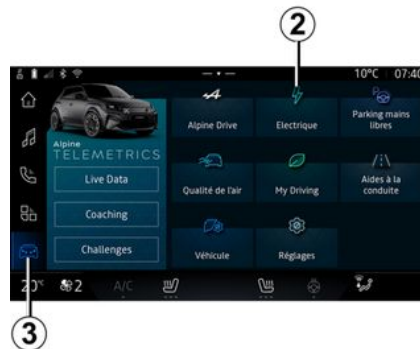 2
10°C 07:40
Alpine
TELEMETRICS
Live Data
Coaching
Challenges
Alpine Drive
Electrique
Parking mains
libres
Qualité de l'air
My Driving
Aides à la
conduite
Véhicule
Réglages
2 A/C
3